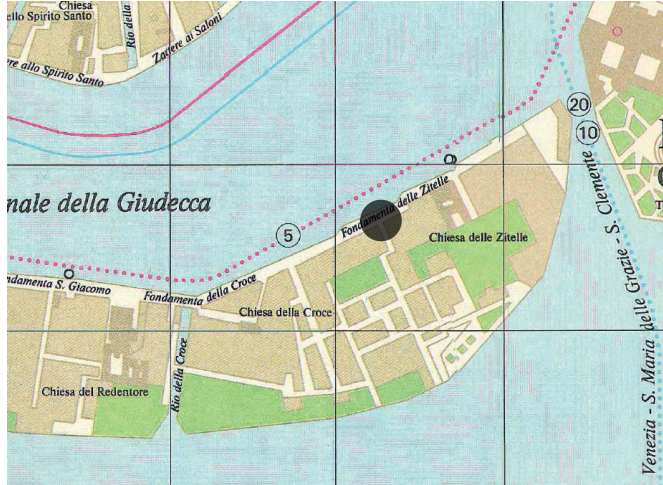 Chiesa
ello Spirito Santo
Rio della
Zattere ai Saloni
ere allo Spirito Santo
20
10
nale della Giudecca
5
Fondamenta delle Zitelle
Chiesa delle Zitelle
ndamenta S. Giacomo
Fondamenta della Croce
Chiesa della Croce
Chiesa del Redentore
Rio della Croce
Venezia - S. Maria delle Grazie - S. Clemente